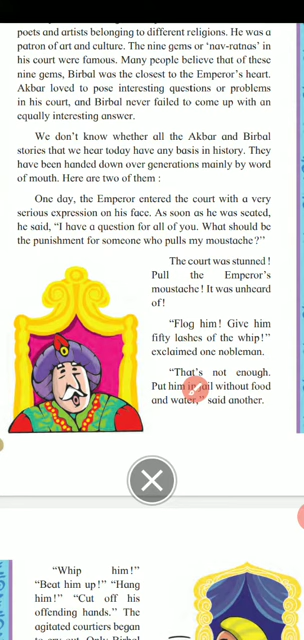 poets and artists belonging to different religions. He was a
patron of art and culture. The nine gems or 'nav-ratnas' in
his court were famous. Many people believe that of these
nine gems, Birbal was the closest to the Emperor's heart.
Akbar loved to pose interesting questions or problems
in his court, and Birbal never failed to come up with an
equally interesting answer.
We don't know whether all the Akbar and Birbal
stories that we hear today have any basis in history. They
have been handed down over generations mainly by word
of mouth. Here are two of them :
One day, the Emperor entered the court with a very
serious expression on his face. As soon as he was seated,
he said, “I have a question for all of you. What should be
the punishment for someone who pulls my moustache?”
The court was stunned!
Pull the Emperor's
moustache! It was unheard
of!
“Flog him! Give him
fifty lashes of the whip!”
exclaimed one nobleman.
“That's not enough.
Put him in jail without food
and water,” said another.
“Whip him!”
“Beat him up!” “Hang
him!” “Cut off his
offending hands.” The
agitated courtiers began